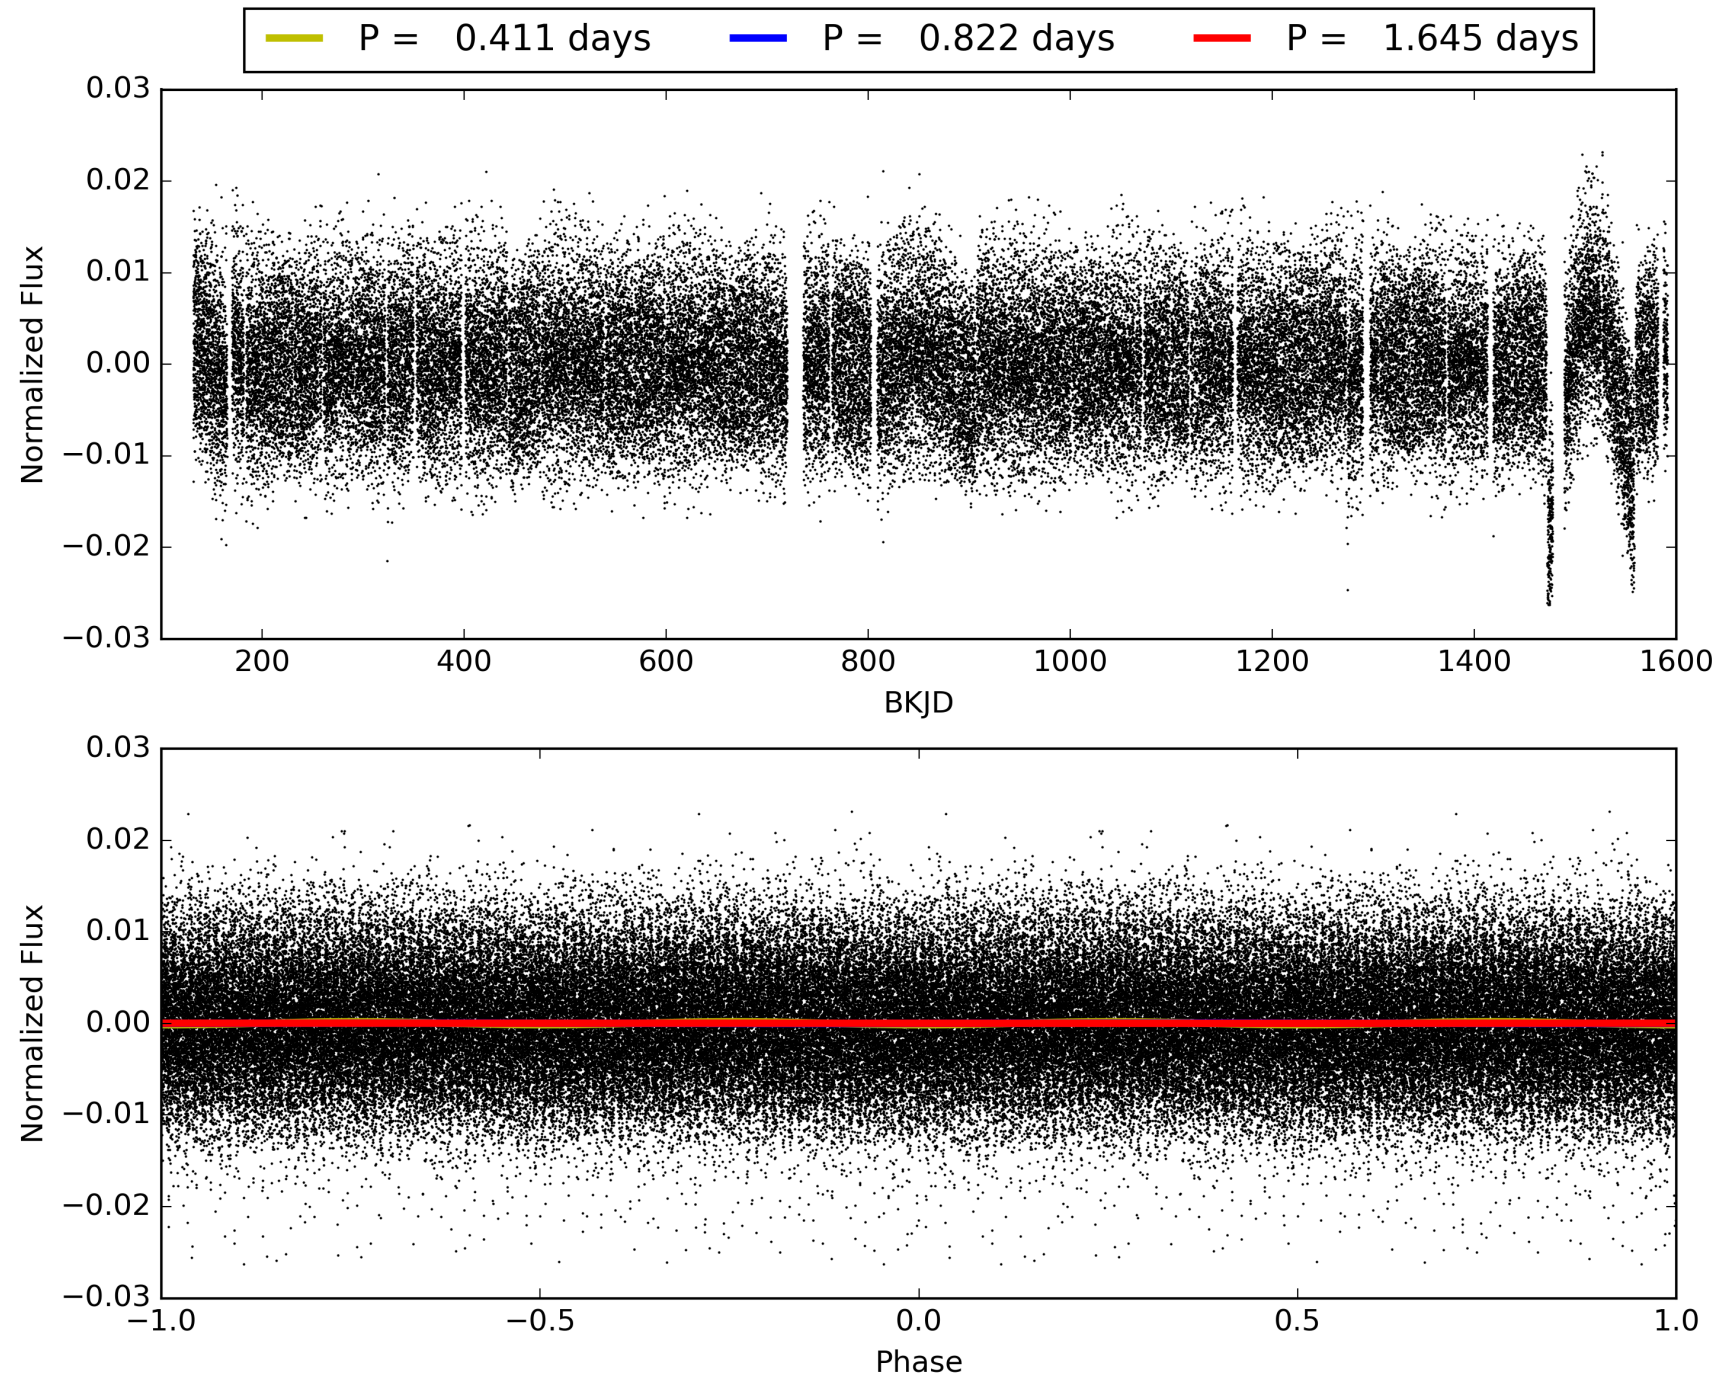 P = 0.411 days P = 0.822 days P = 1.645 days
0.03
0.02
0.01
0.00
−0.01
−0.02
−0.03
Normalized Flux
200 400 600 800 1000 1200 1400 1600
BKJD
0.03
0.02
0.01
0.00
−0.01
−0.02
−0.03
Normalized Flux
−1.0 −0.5 0.0 0.5 1.0
Phase